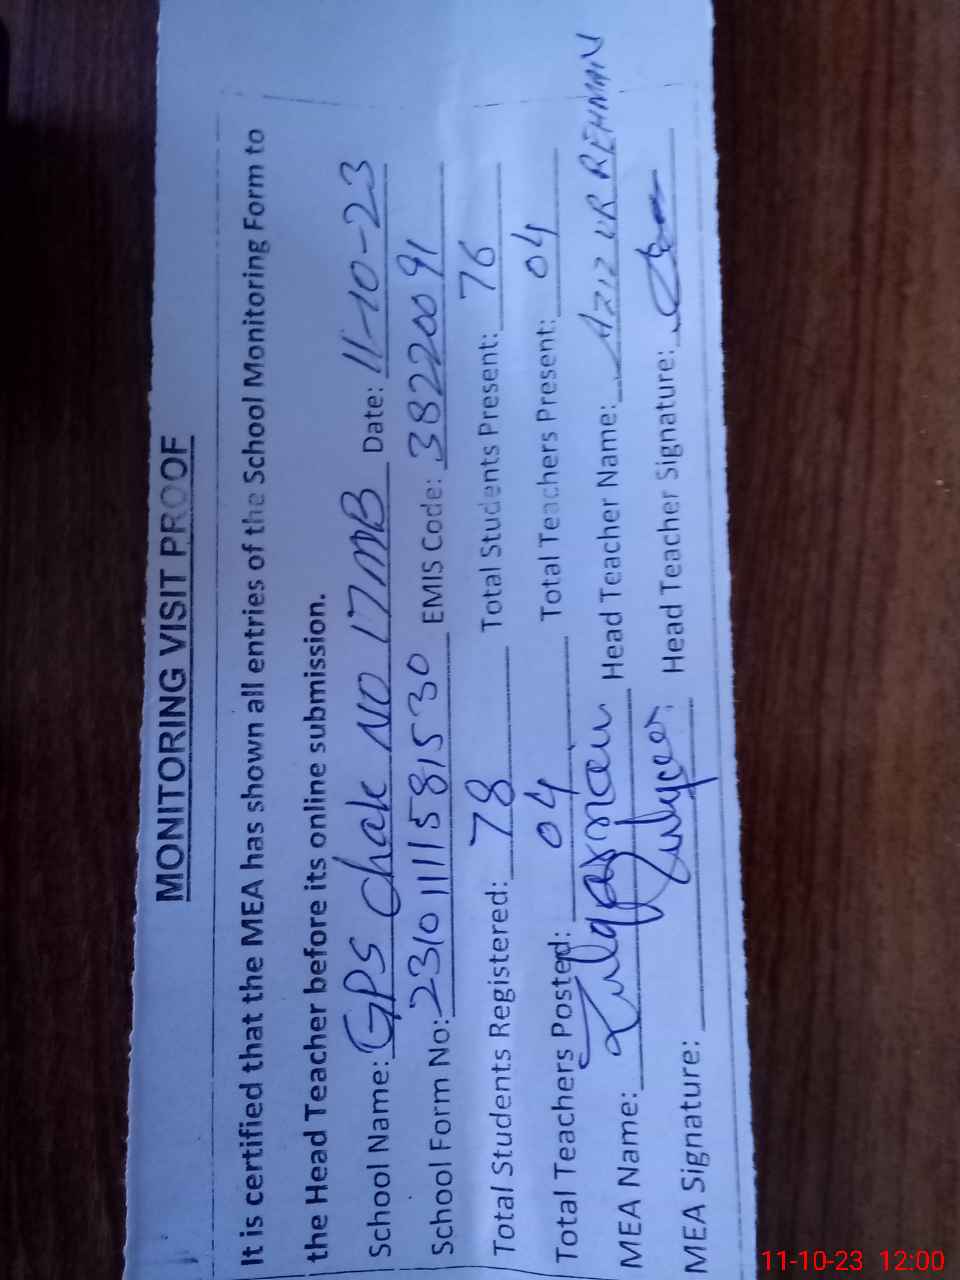 MONITORING VISIT PROOF
It is certified that the MEA has shown all entries of the School Monitoring Form to
the Head Teacher before its online submission.
School Name: GPS Chak NO 17MB Date: 11-10-23
School Form No: 23101111581530 EMIS Code: 38220091
Total Students Registered: 78 Total Students Present: 76
Total Teachers Posted: 04 Total Teachers Present: 04
MEA Name: Zulqarnain Head Teacher Name: AZIZ UR REHMAN
MEA Signature: Head Teacher Signature:
11-10-23 12:00